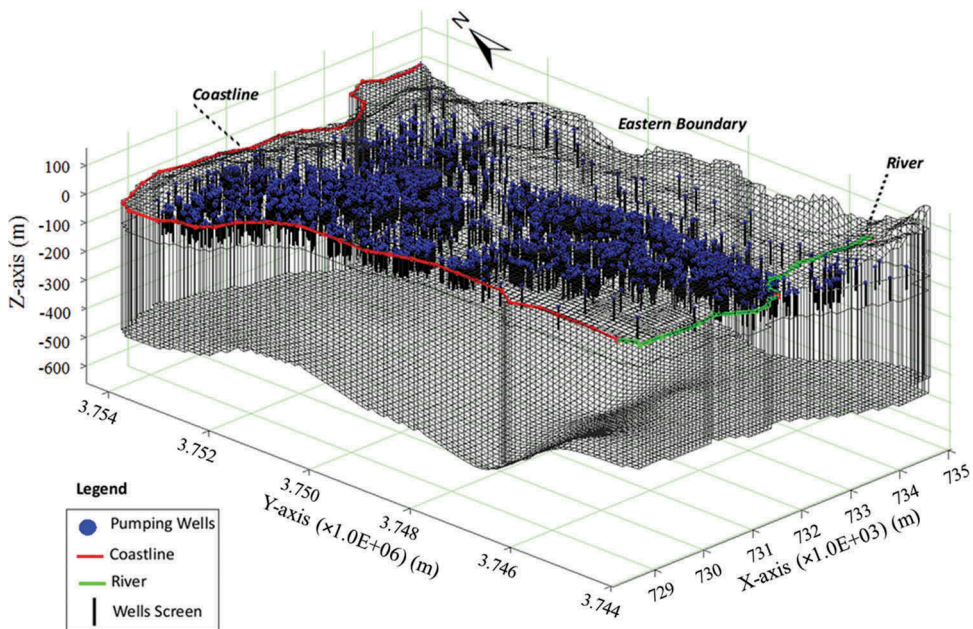 N
Coastline
Eastern Boundary
River
Z-axis (m)
100
0
-100
-200
-300
-400
-500
-600
3.754
3.752
3.750
3.748
3.746
3.744
Y-axis (×1.0E+06) (m)
729
730
731
732
733
734
735
X-axis (×1.0E+03) (m)
Legend
Pumping Wells
Coastline
River
Wells Screen